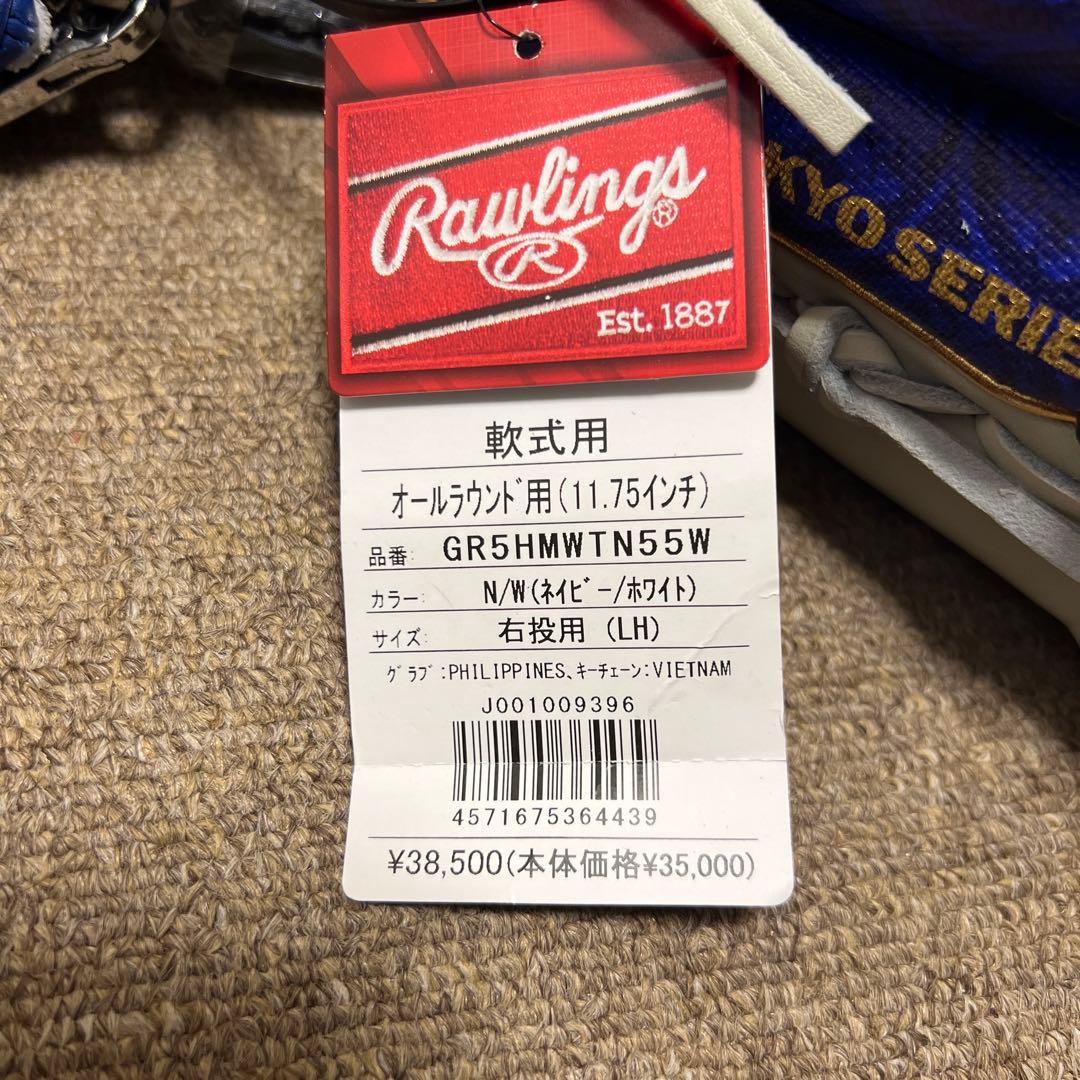 Rawlings®
R
Est. 1887
軟式用
オールラウンド用(11.75インチ)
品番: GR5HMWTN55W
カラー: N/W(ネイビー/ホワイト)
サイズ: 右投用 (LH)
グラブ:PHILIPPINES、キーチェーン:VIETNAM
J001009396
4571675364439
¥38,500(本体価格¥35,000)
KYO SERIE